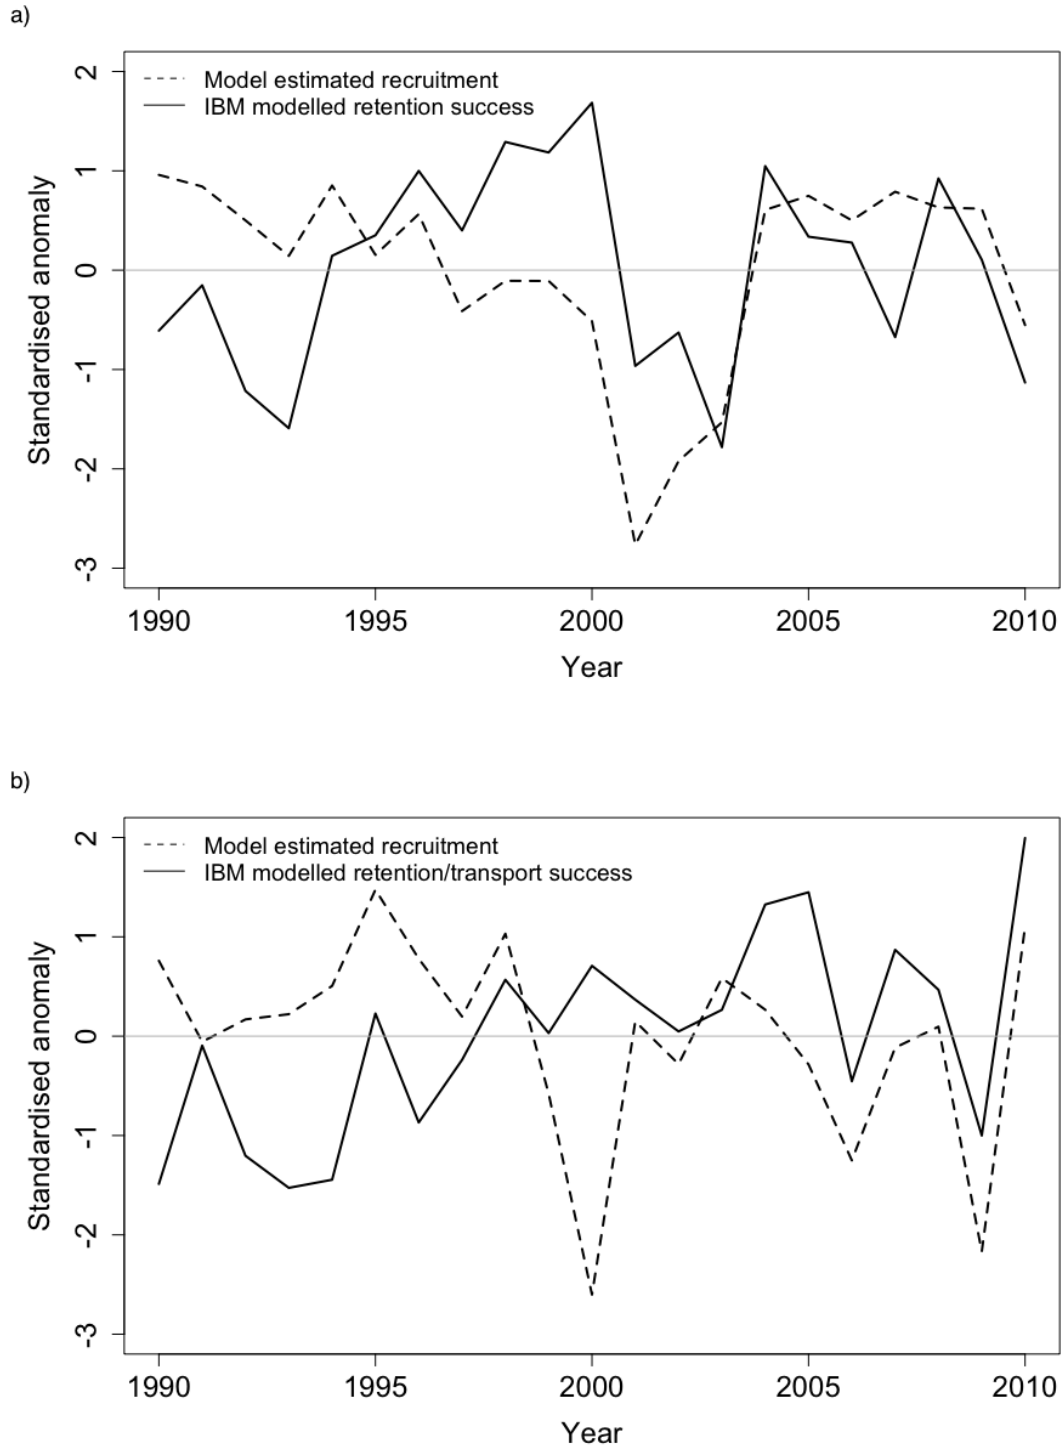 a)
Model estimated recruitment
IBM modelled retention success
Standardised anomaly
2
1
0
-1
-2
-3
1990 1995 2000 2005 2010
Year
b)
Model estimated recruitment
IBM modelled retention/transport success
Standardised anomaly
2
1
0
-1
-2
-3
1990 1995 2000 2005 2010
Year